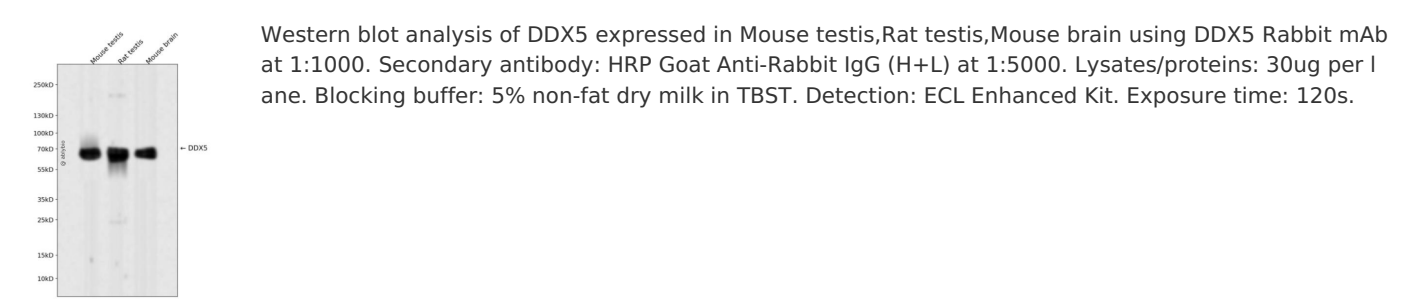 Mouse testis
Rat testis
Mouse brain
250kD
130kD
100kD
70kD
55kD
35kD
25kD
15kD
10kD
← DDX5
Western blot analysis of DDX5 expressed in Mouse testis,Rat testis,Mouse brain using DDX5 Rabbit mAb
at 1:1000. Secondary antibody: HRP Goat Anti-Rabbit IgG (H+L) at 1:5000. Lysates/proteins: 30ug per l
ane. Blocking buffer: 5% non-fat dry milk in TBST. Detection: ECL Enhanced Kit. Exposure time: 120s.